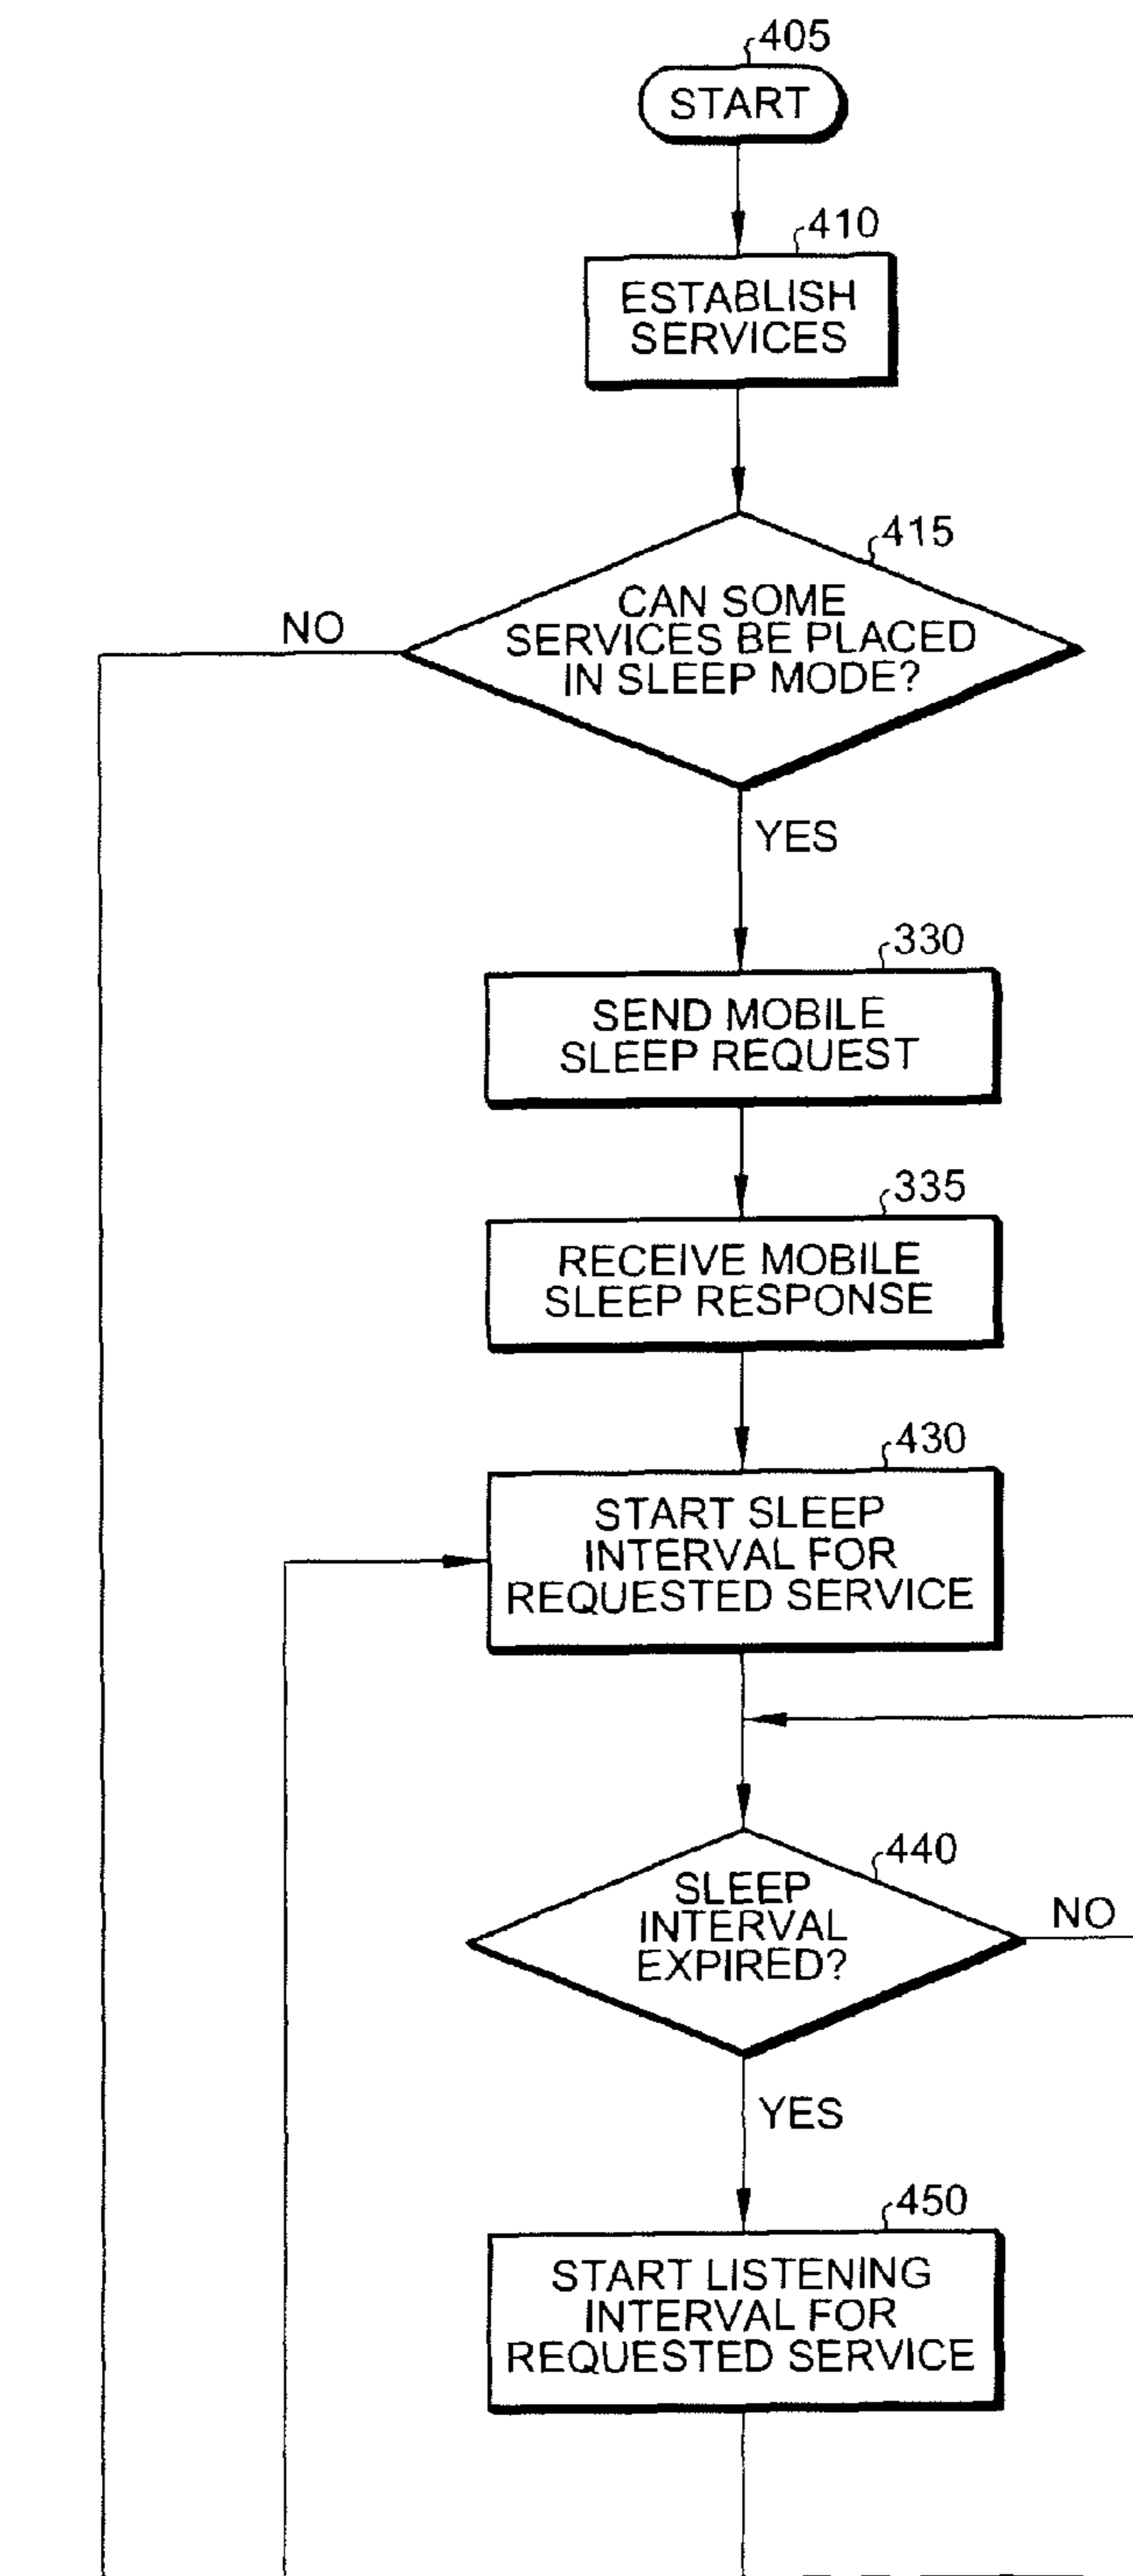 405
START
410
ESTABLISH
SERVICES
415
CAN SOME
SERVICES BE PLACED
IN SLEEP MODE?
NO
YES
330
SEND MOBILE
SLEEP REQUEST
335
RECEIVE MOBILE
SLEEP RESPONSE
430
START SLEEP
INTERVAL FOR
REQUESTED SERVICE
440
SLEEP
INTERVAL
EXPIRED?
NO
YES
450
START LISTENING
INTERVAL FOR
REQUESTED SERVICE